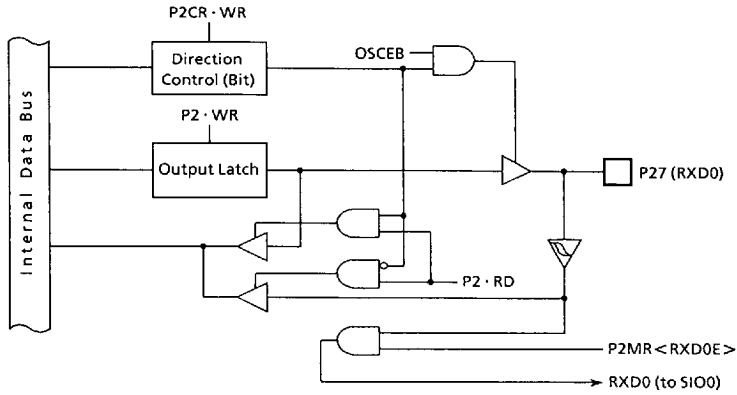 P2CR · WR
Direction
Control (Bit)
OSCEB
P2 · WR
Output Latch
Internal Data Bus
P27 (RXD0)
P2 · RD
P2MR<RXD0E>
RXD0 (to SIO0)